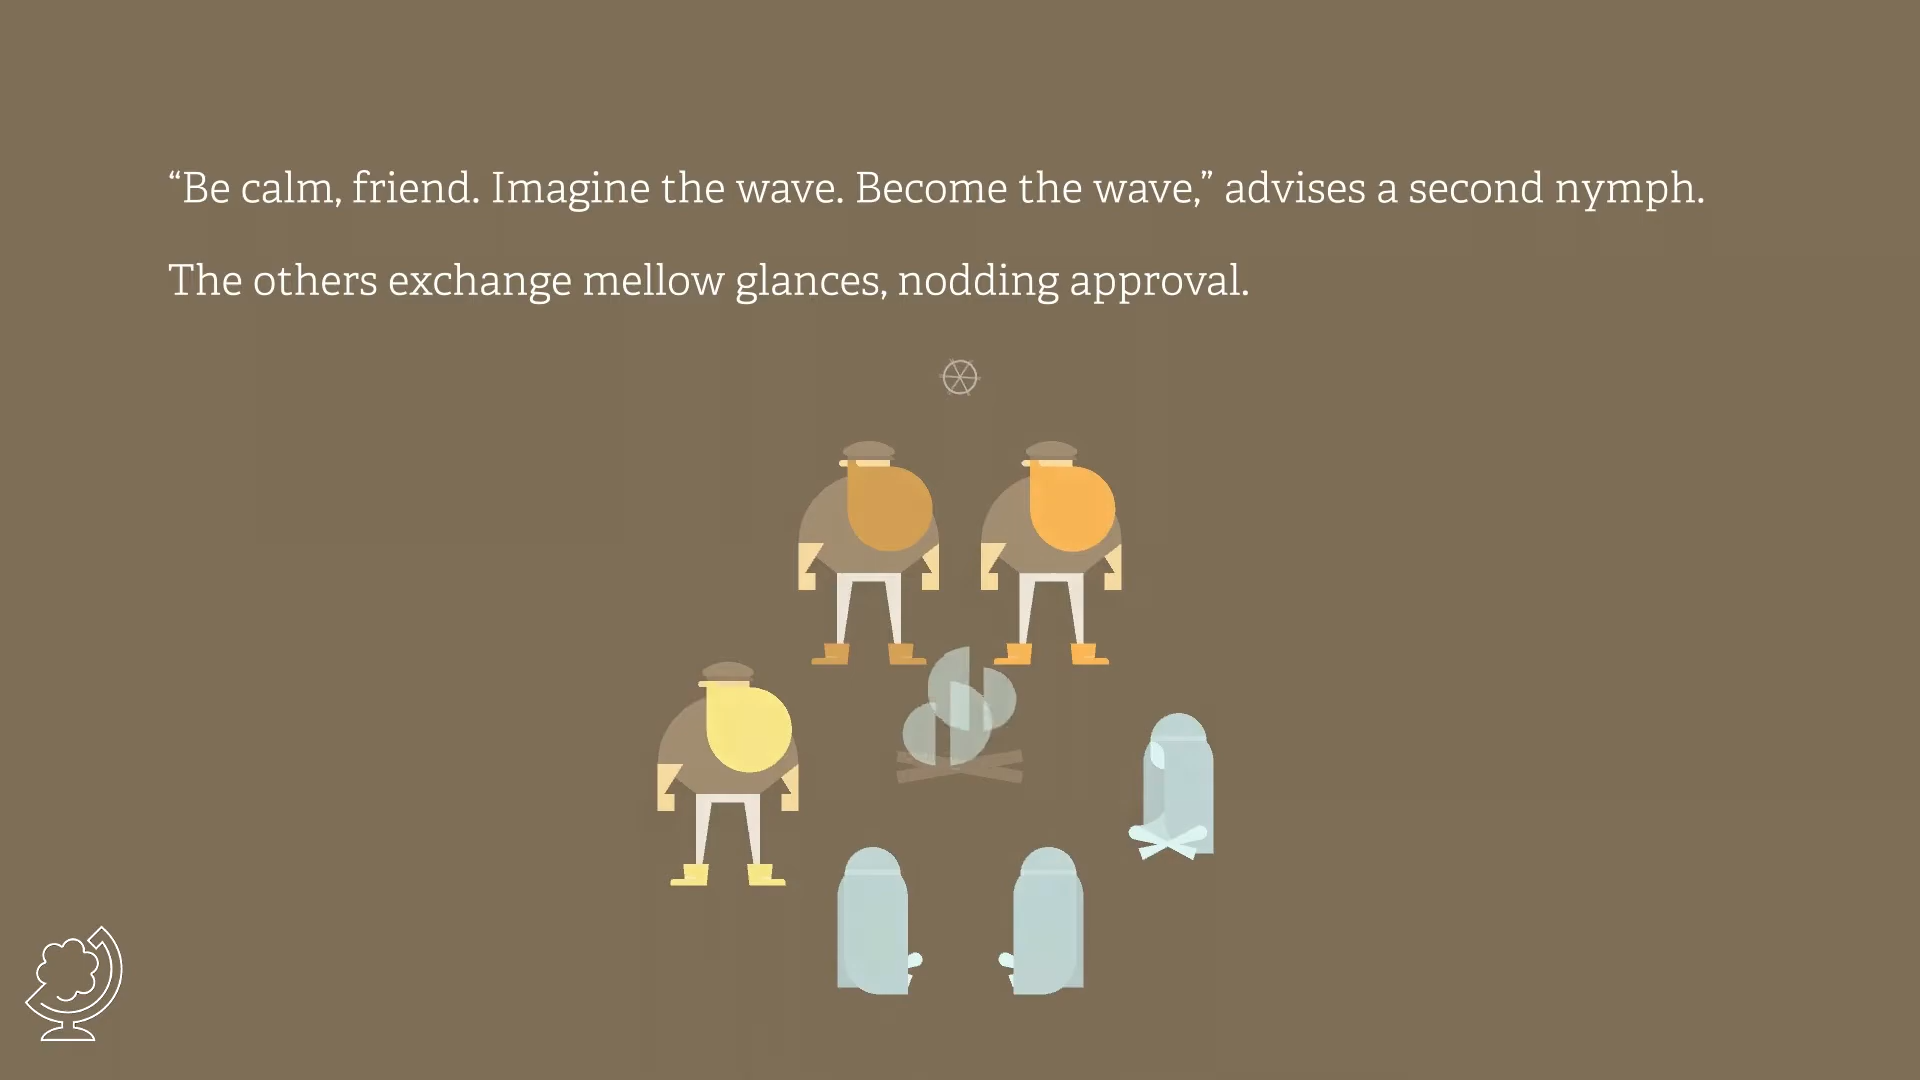 “Be calm, friend. Imagine the wave. Become the wave,” advises a second nymph.
The others exchange mellow glances, nodding approval.